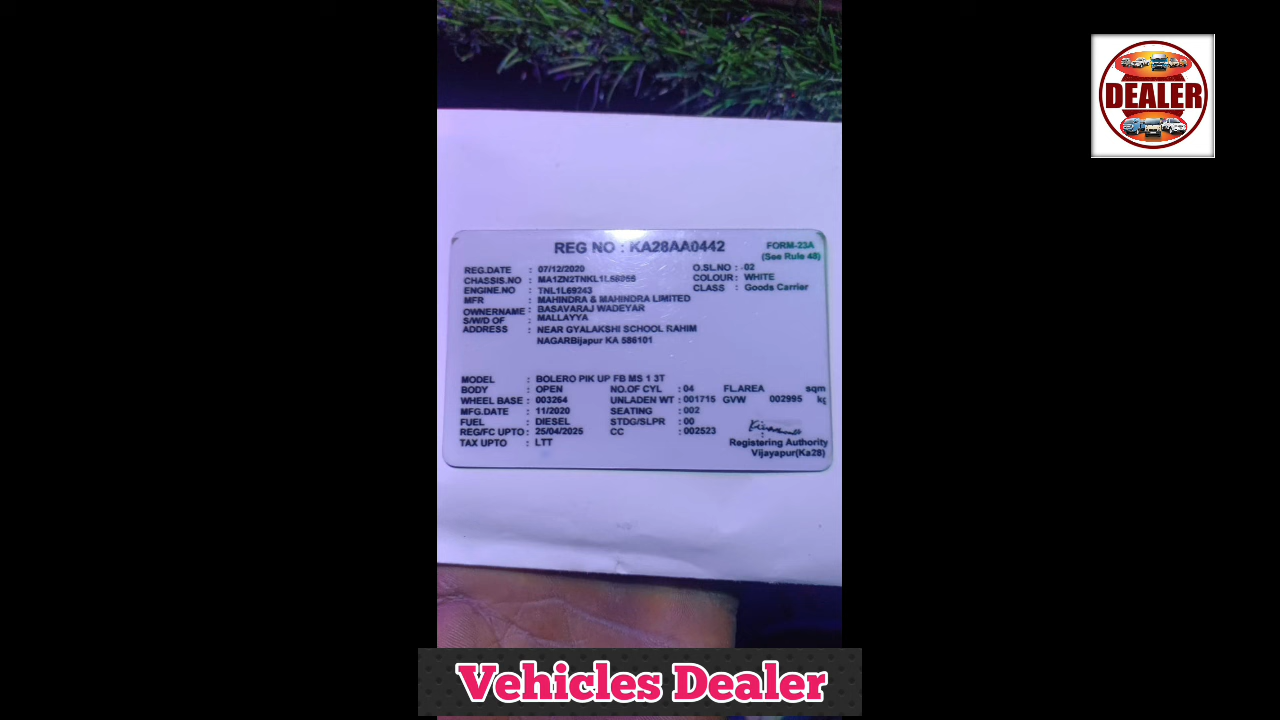 DEALER
REG NO : KA28AA0442
FORM-23A
(See Rule 48)
REG.DATE : 07/12/2020 O.SL.NO : 02
CHASSIS.NO : COLOUR : WHITE
ENGINE.NO : TNL1L69243 CLASS : Goods Carrier
MFR : MAHINDRA & MAHINDRA LIMITED
OWNERNAME : BASAVARAJ WADEYAR
S/W/D OF : MALLAYYA
ADDRESS : NEAR GYALAKSHI SCHOOL RAHIM
NAGARBijapur KA 586101
MODEL : BOLERO PIK UP FB MS 1 3T
BODY : OPEN NO.OF CYL : 04 FL.AREA sqm
WHEEL BASE : 003264 UNLADEN WT : 001715 GVW 002995 kg
MFG.DATE : 11/2020 SEATING : 002
FUEL : DIESEL STDG/SLPR : 00
REG/FC UPTO : 25/04/2025 CC : 002523
TAX UPTO : LTT
Registering Authority
Vijayapur(Ka28)
Vehicles Dealer